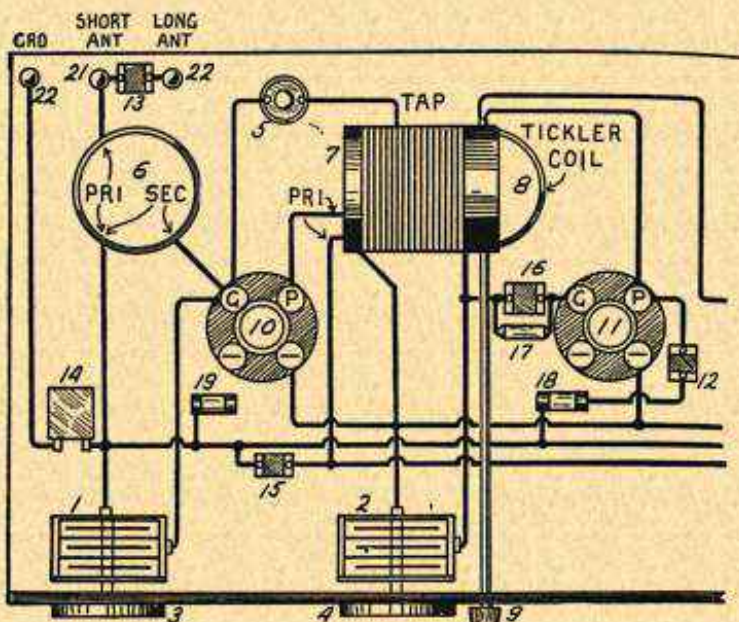 SHORT LONG
GRD ANT ANT
22 21 22
13
5
TAP
7
TICKLER
COIL
6
8
PRI SEC
PRI
16
G P
G P
10
11
17
14
19
18
12
15
1
2
3
4
9